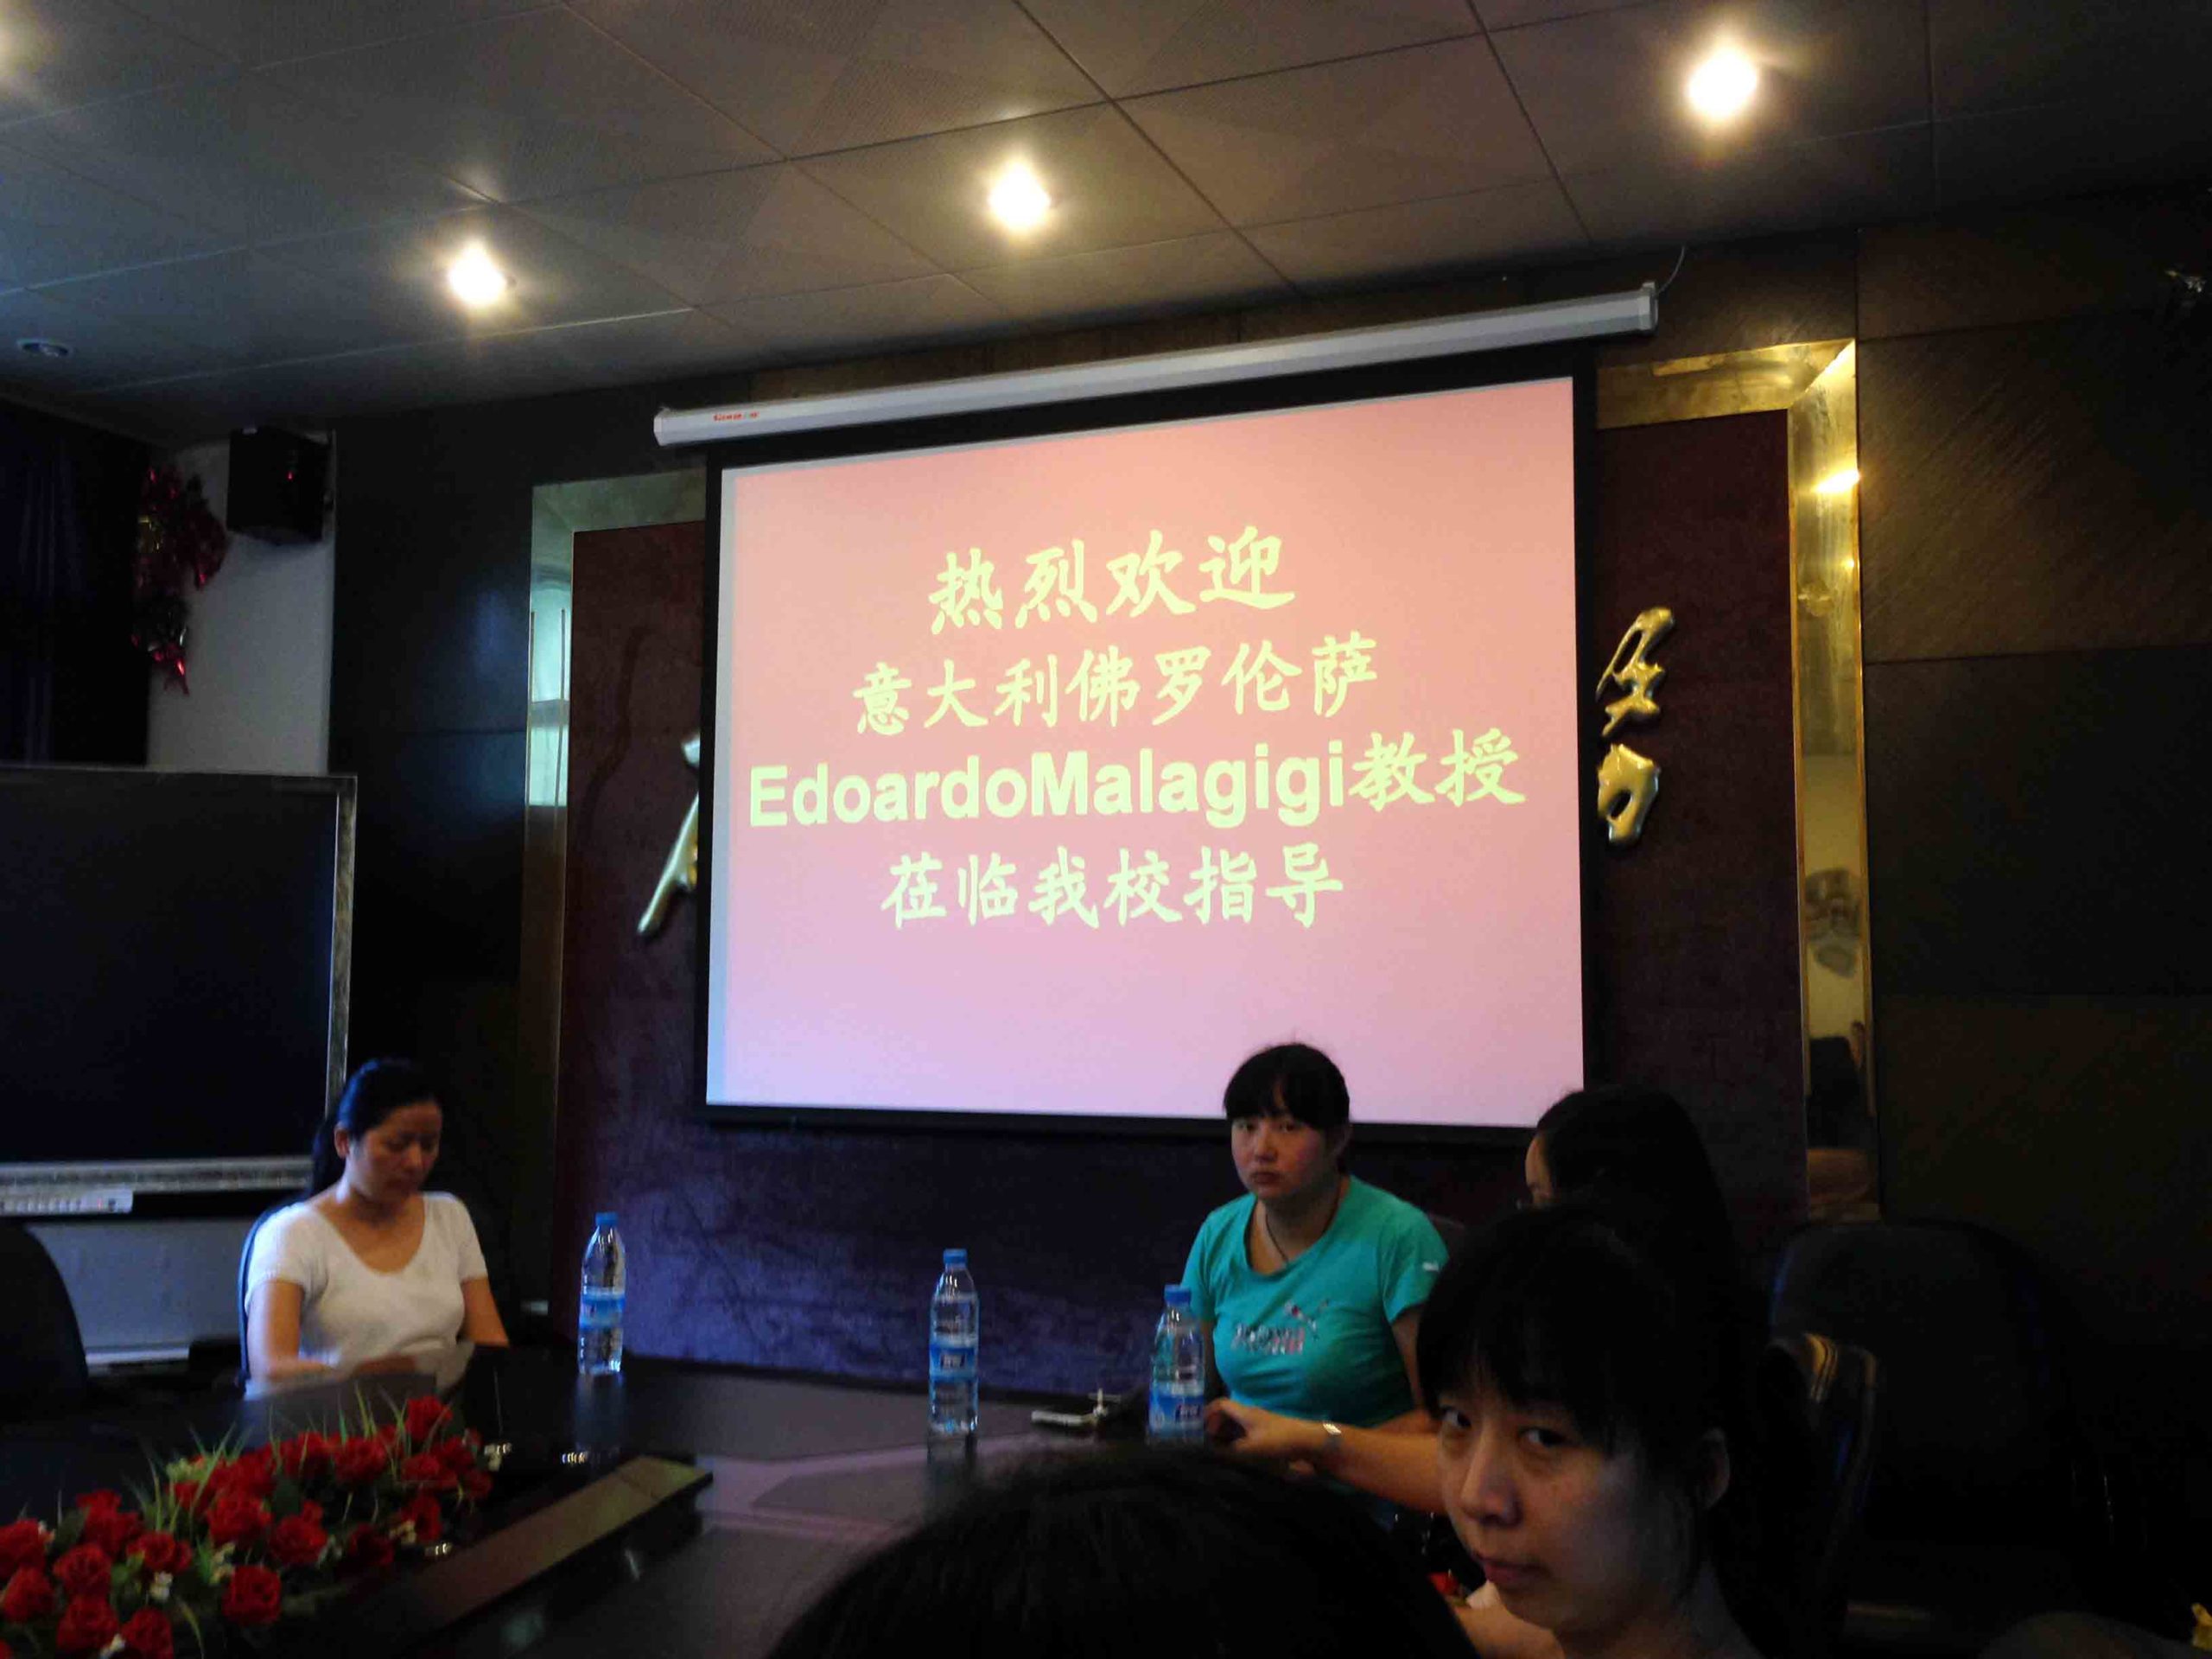 热烈欢迎
意大利佛罗伦萨
EdoardoMalagigi教授
莅临我校指导